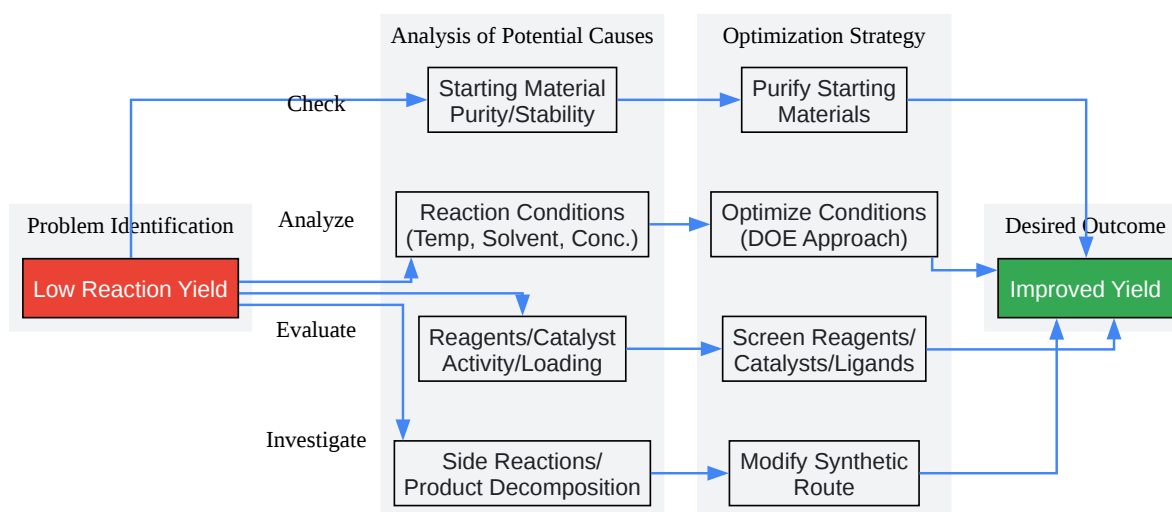 Analysis of Potential Causes
Optimization Strategy
Check
Starting Material
Purity/Stability
Purify Starting
Materials
Problem Identification
Low Reaction Yield
Analyze
Reaction Conditions
(Temp, Solvent, Conc.)
Optimize Conditions
(DOE Approach)
Desired Outcome
Improved Yield
Evaluate
Reagents/Catalyst
Activity/Loading
Screen Reagents/
Catalysts/Ligands
Investigate
Side Reactions/
Product Decomposition
Modify Synthetic
Route